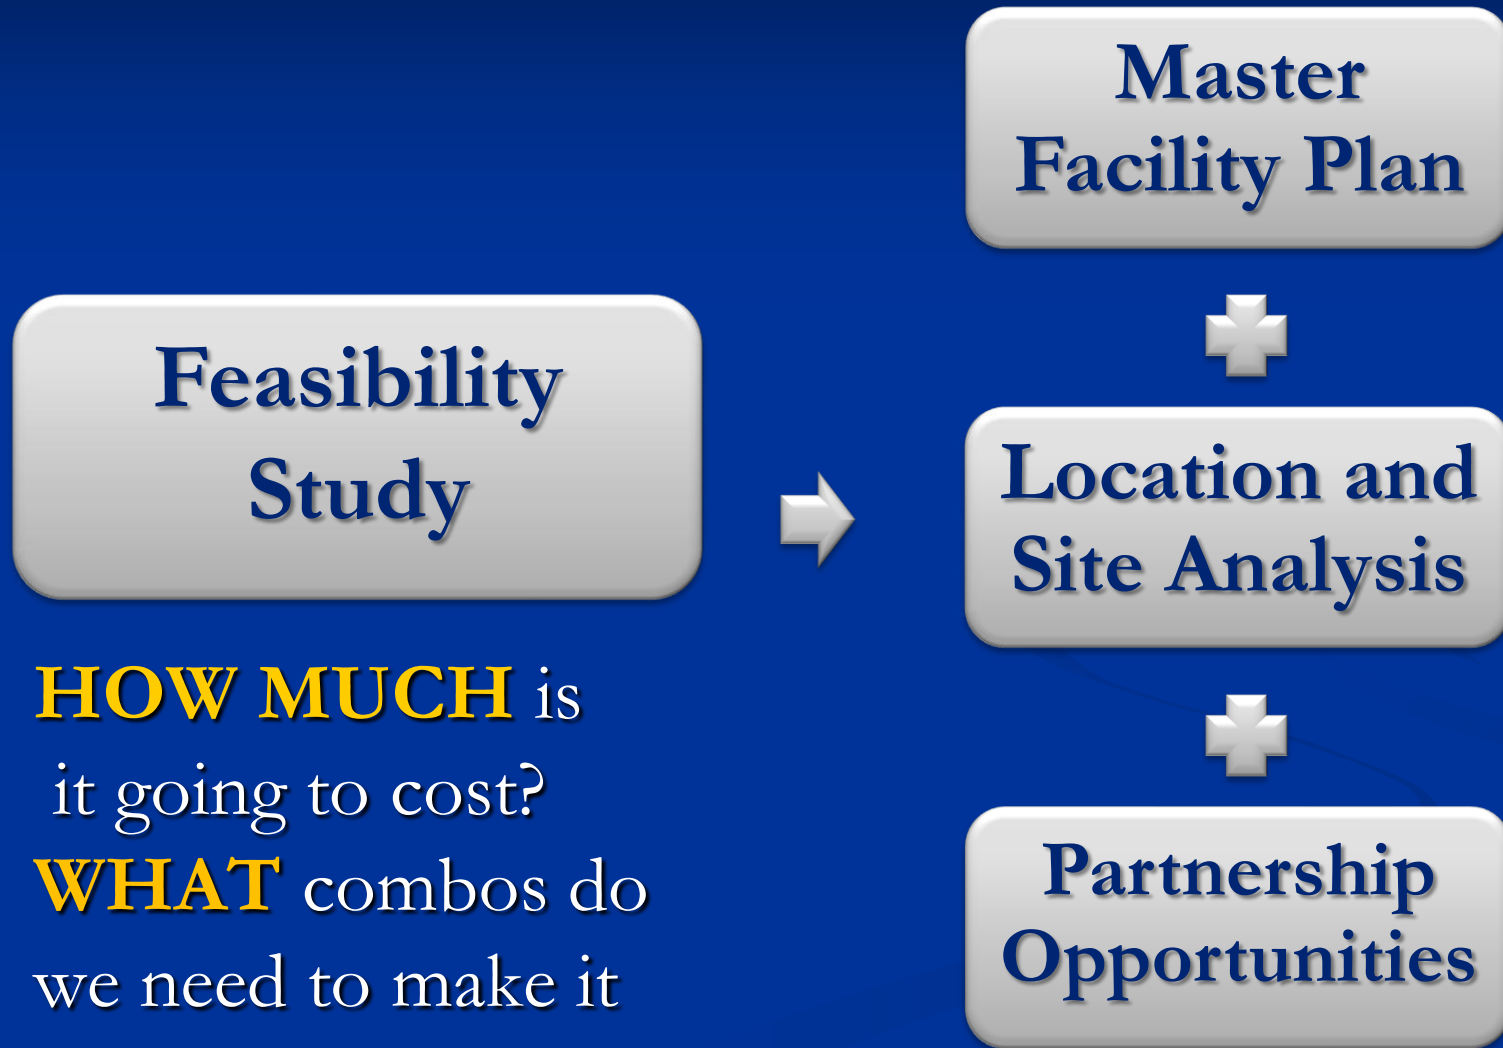 Feasibility
Study
HOW MUCH is
it going to cost?
WHAT combos do
we need to make it
Master
Facility Plan
Location and
Site Analysis
Partnership
Opportunities